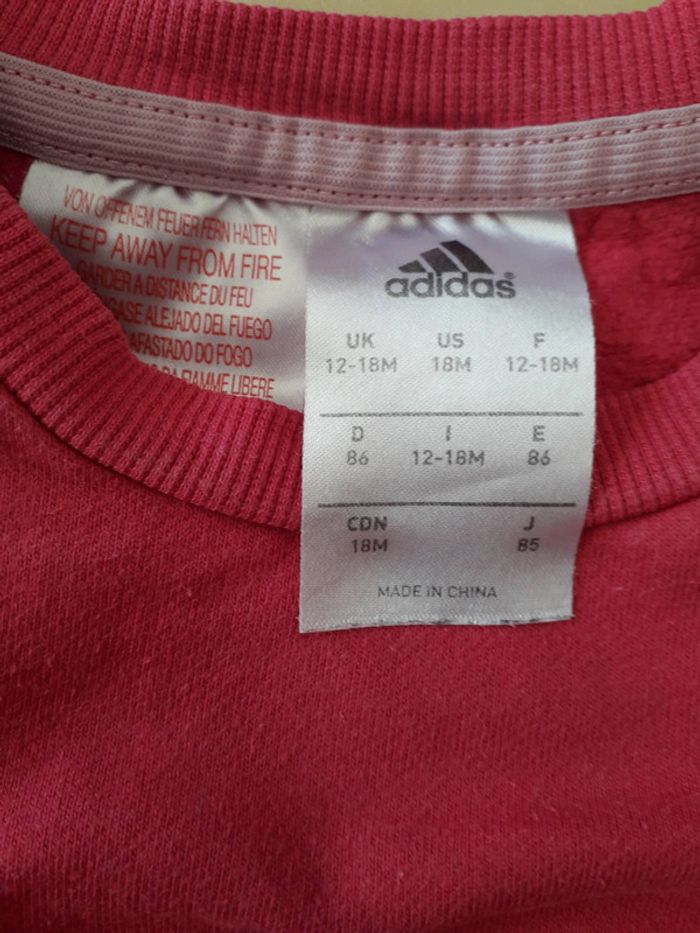 VON OFFENEM FEUER FERN HALTEN
KEEP AWAY FROM FIRE
GARDER A DISTANCE DU FEU
ALEJADO DEL FUEGO
AFASTADO DO FOGO
FIAMME LIBERE
adidas®
UK US F
12-18M 18M 12-18M
D I E
86 12-18M 86
CDN J
18M 85
MADE IN CHINA